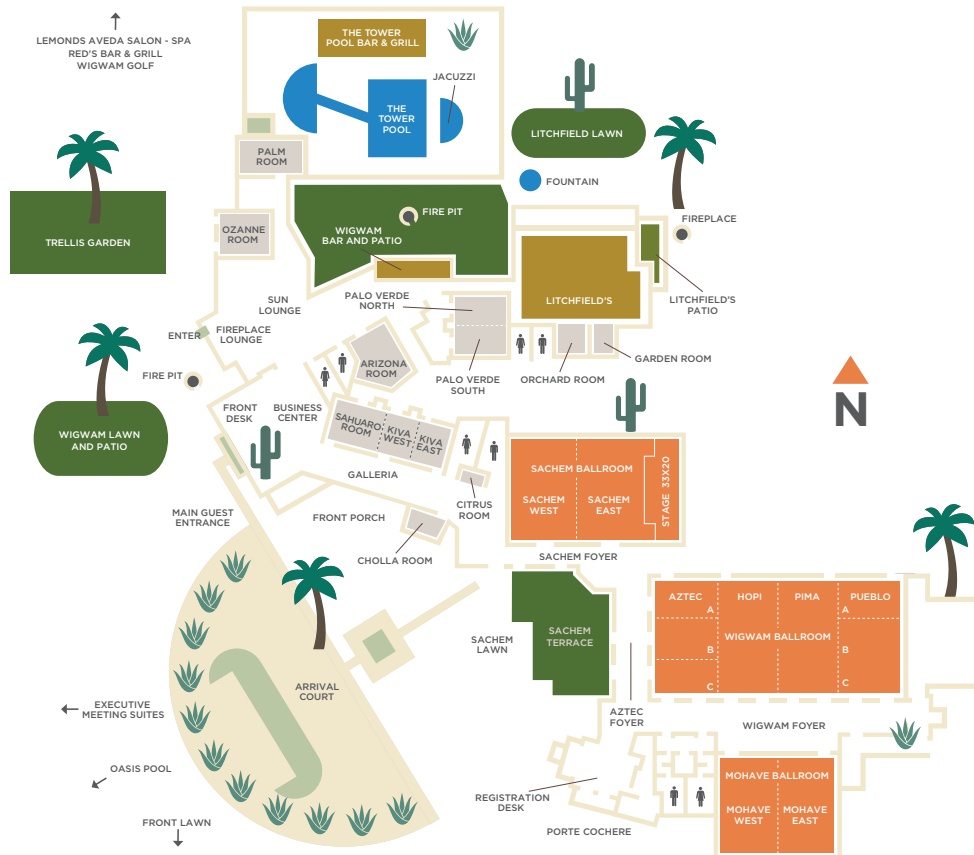 LEMONDS AVEDA SALON - SPA
RED'S BAR & GRILL
WIGWAM GOLF
THE TOWER
POOL BAR & GRILL
JACUZZI
THE
TOWER
POOL
LITCHFIELD LAWN
PALM
ROOM
FOUNTAIN
FIRE PIT
FIREPLACE
OZANNE
ROOM
WIGWAM
BAR AND PATIO
TRELLIS GARDEN
SUN
LOUNGE
PALO VERDE
NORTH
LITCHFIELD'S
LITCHFIELD'S
PATIO
ENTER
FIREPLACE
LOUNGE
ARIZONA
ROOM
GARDEN ROOM
FIRE PIT
PALO VERDE
SOUTH
ORCHARD ROOM
FRONT
DESK
BUSINESS
CENTER
SAHUARO
ROOM
KIVA
WEST
KIVA
EAST
N
WIGWAM LAWN
AND PATIO
GALLERIA
SACHEM BALLROOM
SACHEM
WEST
SACHEM
EAST
STAGE 33X20
CITRUS
ROOM
MAIN GUEST
ENTRANCE
FRONT PORCH
CHOLLA ROOM
SACHEM FOYER
AZTEC
HOPI
PIMA
PUEBLO
A
A
SACHEM
TERRACE
WIGWAM BALLROOM
SACHEM
LAWN
B
B
C
C
ARRIVAL
COURT
EXECUTIVE
MEETING SUITES
AZTEC
FOYER
WIGWAM FOYER
OASIS POOL
MOHAVE BALLROOM
REGISTRATION
DESK
MOHAVE
WEST
MOHAVE
EAST
FRONT LAWN
PORTE COCHERE